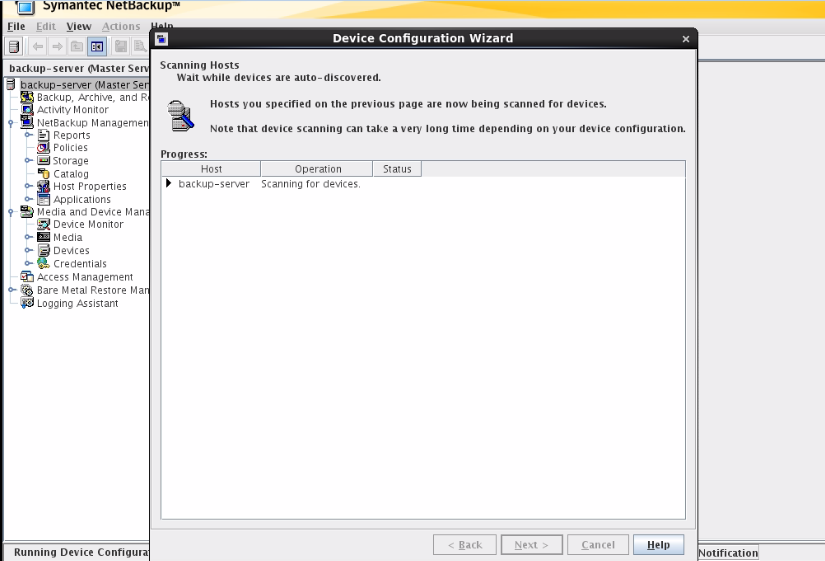 Symantec NetBackup™
File Edit View Actions Help
backup-server (Master Serv
backup-server (Master Ser
Backup, Archive, and R
Activity Monitor
NetBackup Managemen
Reports
Policies
Storage
Catalog
Host Properties
Applications
Media and Device Mana
Device Monitor
Media
Devices
Credentials
Access Management
Bare Metal Restore Man
Logging Assistant
Device Configuration Wizard
Scanning Hosts
Wait while devices are auto-discovered.
Hosts you specified on the previous page are now being scanned for devices.
Note that device scanning can take a very long time depending on your device configuration.
Progress:
Host Operation Status
backup-server Scanning for devices.
< Back Next > Cancel Help
Running Device Configura
Notification